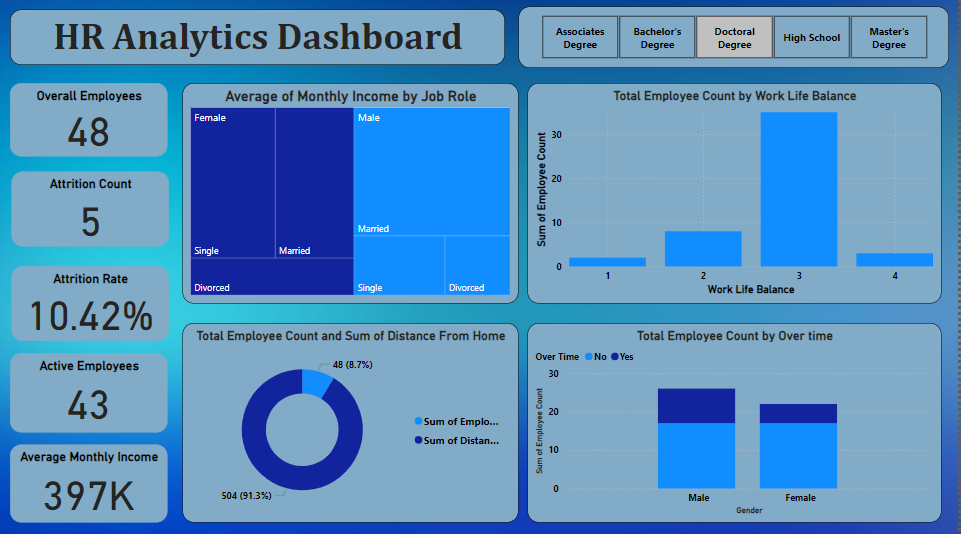 HR Analytics Dashboard
Associates
Degree
Bachelor's
Degree
Doctoral
Degree
High School
Master's
Degree
Overall Employees
48
Attrition Count
5
Attrition Rate
10.42%
Active Employees
43
Average Monthly Income
397K
Average of Monthly Income by Job Role
Female
Male
Single
Married
Divorced
Married
Single
Divorced
Total Employee Count by Work Life Balance
Sum of Employee Count
30
20
10
0
1
2
3
4
Work Life Balance
Total Employee Count and Sum of Distance From Home
48 (8.7%)
504 (91.3%)
Sum of Emplo...
Sum of Distan...
Total Employee Count by Over time
Over Time No Yes
Sum of Employee Count
30
20
10
0
Male
Female
Gender